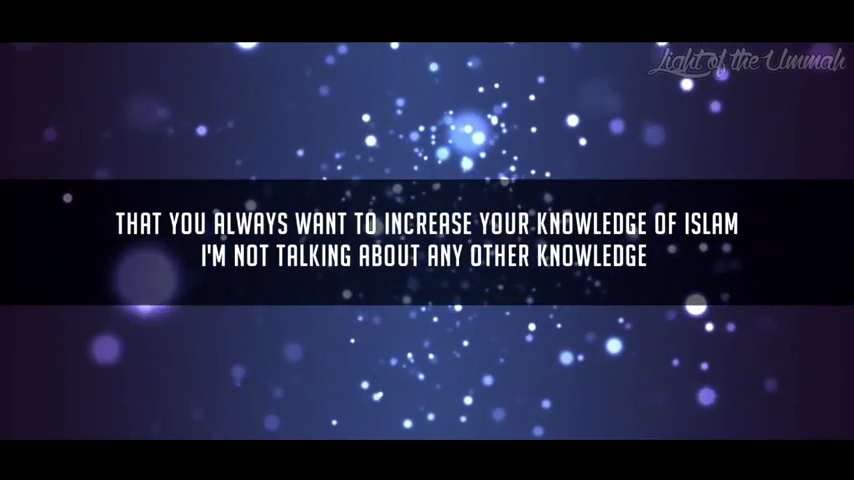 Light of the Ummah
THAT YOU ALWAYS WANT TO INCREASE YOUR KNOWLEDGE OF ISLAM
I'M NOT TALKING ABOUT ANY OTHER KNOWLEDGE